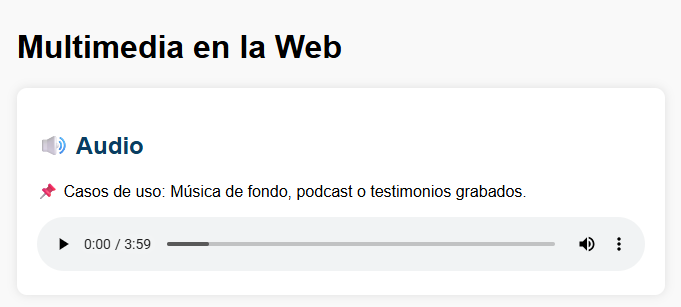 Multimedia en la Web
🔊 Audio
📌 Casos de uso: Música de fondo, podcast o testimonios grabados.
0:00 / 3:59